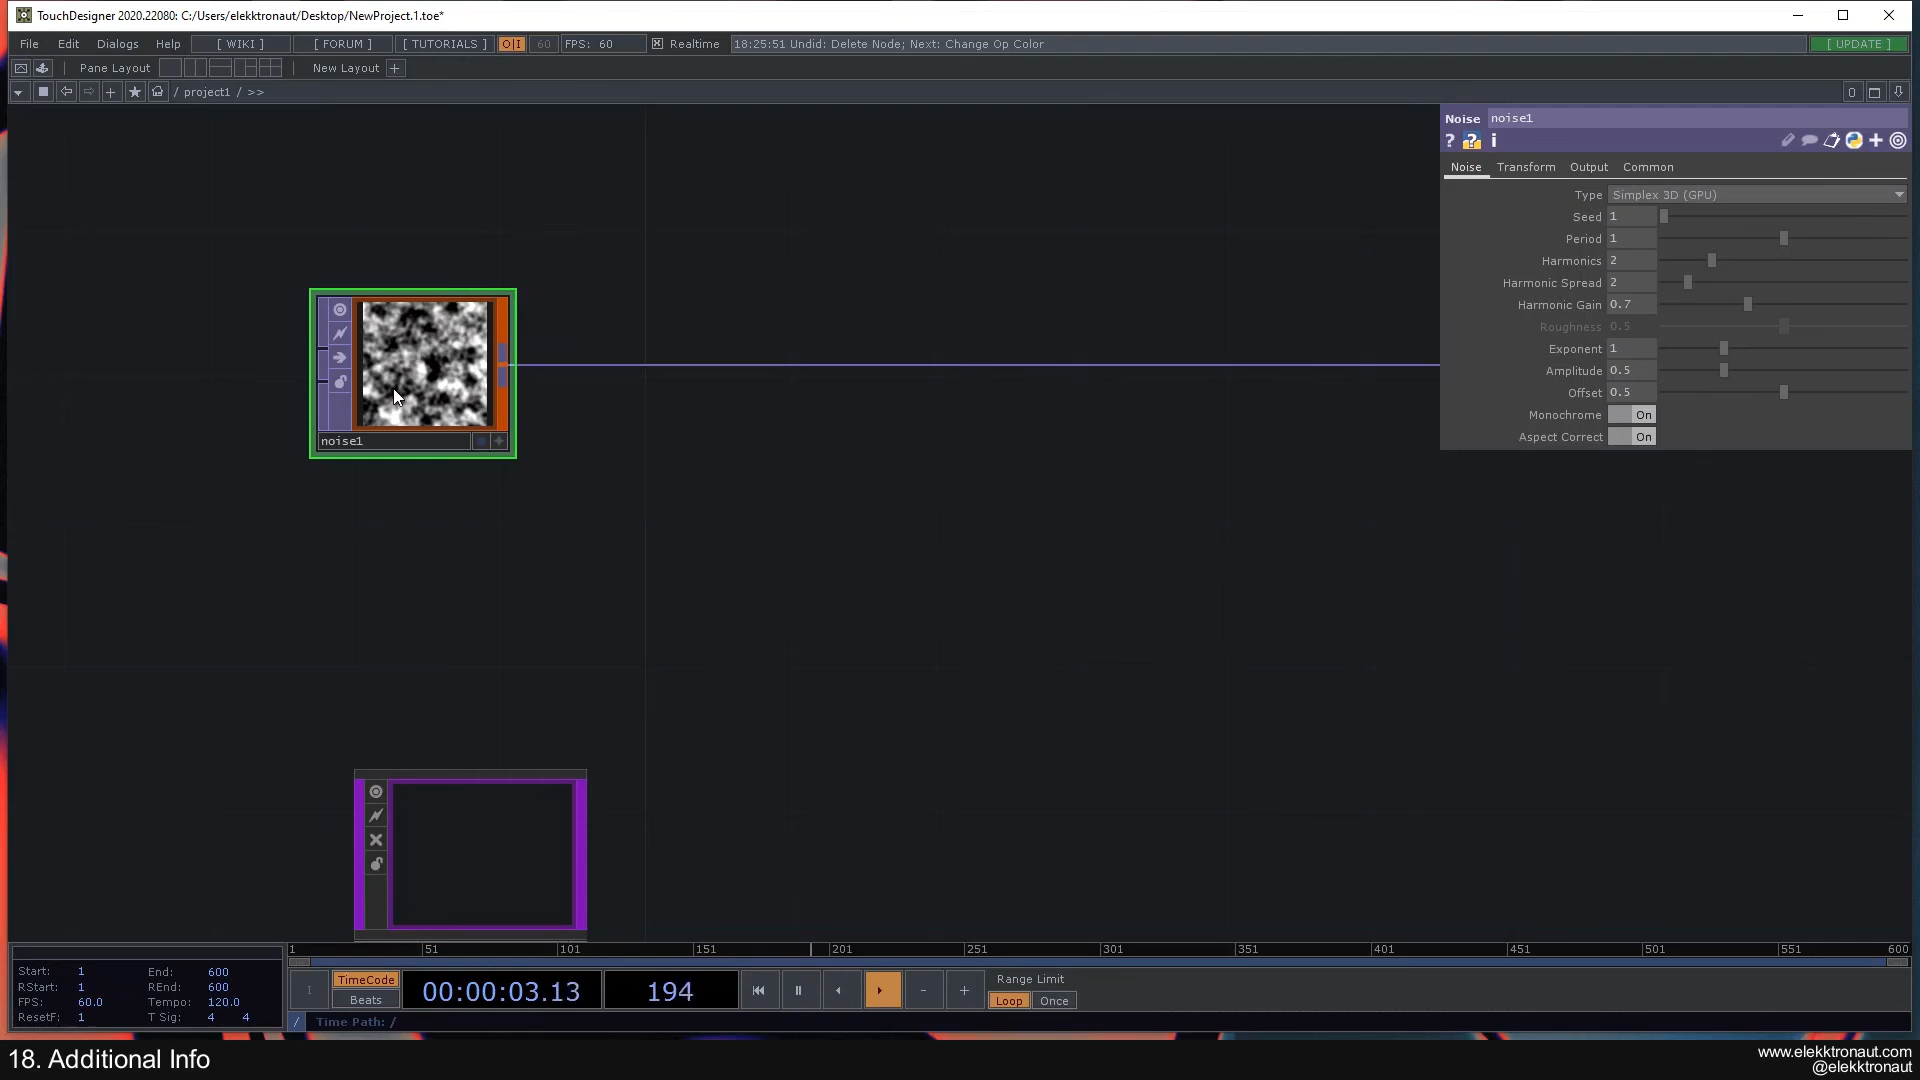 TouchDesigner 2020.22080: C:/Users/elekktronaut/Desktop/NewProject.1.toe*
File Edit Dialogs Help [ WIKI ] [ FORUM ] [ TUTORIALS ] O|I 60 FPS: 60 Realtime 18:25:51 Undid: Delete Node; Next: Change Op Color [ UPDATE ]
Pane Layout New Layout +
/ project1 / >> 0
Noise noise1
? ? i
Noise Transform Output Common
Type Simplex 3D (GPU)
Seed 1
Period 1
Harmonics 2
Harmonic Spread 2
Harmonic Gain 0.7
Roughness 0.5
Exponent 1
Amplitude 0.5
Offset 0.5
Monochrome On
Aspect Correct On
noise1
1 51 101 151 201 251 301 351 401 451 501 551 600
Start: 1 End: 600
RStart: 1 REnd: 600
FPS: 60.0 Tempo: 120.0
ResetF: 1 T Sig: 4 4
TimeCode
Beats
00:00:03.13 194
Range Limit
Loop Once
/ Time Path: /
18. Additional Info
www.elekktronaut.com
@elekktronaut